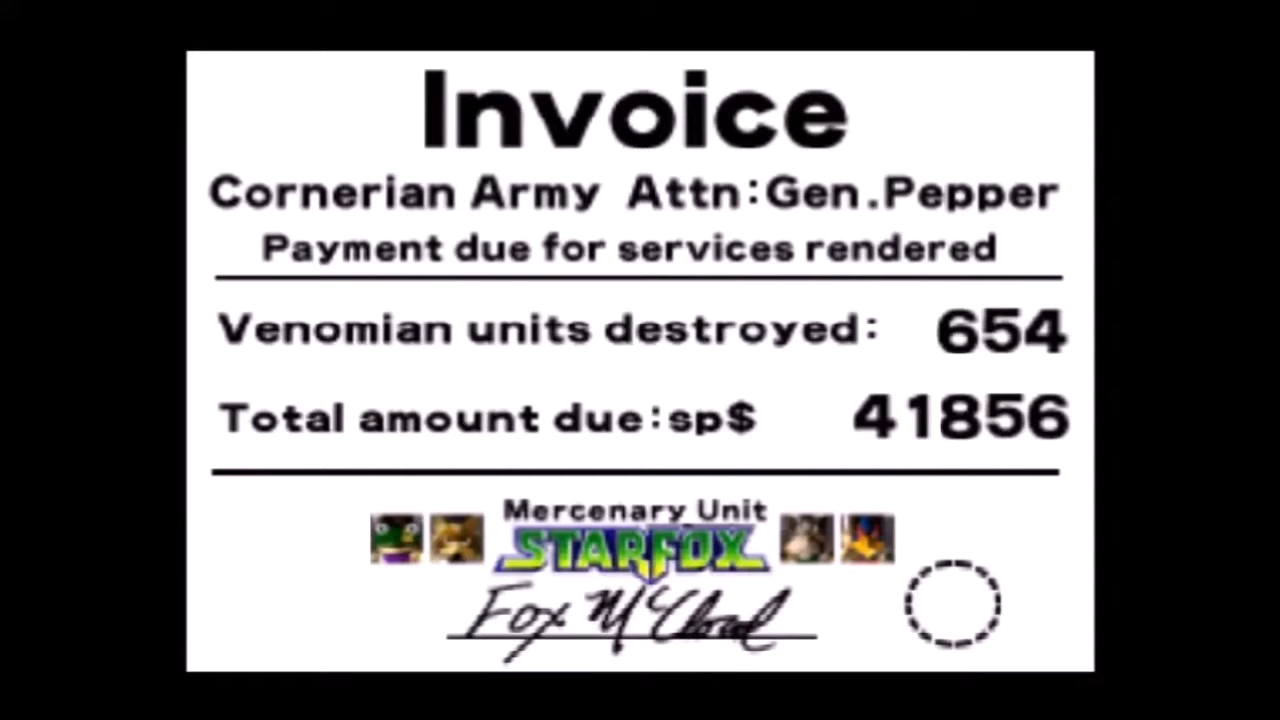 Invoice
Cornerian Army Attn:Gen.Pepper
Payment due for services rendered
Venomian units destroyed: 654
Total amount due:sp$ 41856
Mercenary Unit
STARFOX
Fox McCloud